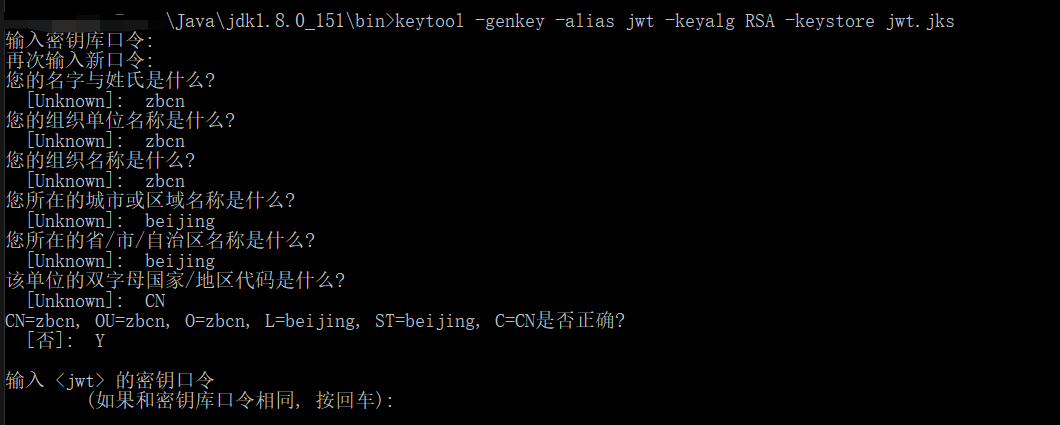 \Java\jdk1.8.0_151\bin>keytool -genkey -alias jwt -keyalg RSA -keystore jwt.jks
输入密钥库口令:
再次输入新口令:
您的名字与姓氏是什么?
[Unknown]:  zbcn
您的组织单位名称是什么?
[Unknown]:  zbcn
您的组织名称是什么?
[Unknown]:  zbcn
您所在的城市或区域名称是什么?
[Unknown]:  beijing
您所在的省/市/自治区名称是什么?
[Unknown]:  beijing
该单位的双字母国家/地区代码是什么?
[Unknown]:  CN
CN=zbcn, OU=zbcn, O=zbcn, L=beijing, ST=beijing, C=CN是否正确?
[否]:  Y
输入 <jwt> 的密钥口令
(如果和密钥库口令相同, 按回车):